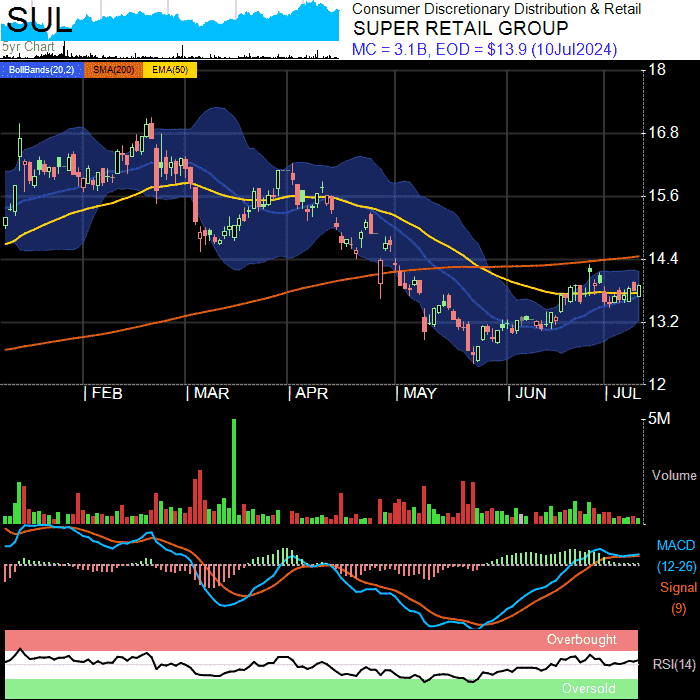 SUL
5yr Chart
Consumer Discretionary Distribution & Retail
SUPER RETAIL GROUP
MC = 3.1B, EOD = $13.9 (10Jul2024)
BollBands(20,2) SMA(200) EMA(50)
18
16.8
15.6
14.4
13.2
12
FEB MAR APR MAY JUN JUL
5M
Volume
MACD
(12-26)
Signal
(9)
Overbought
RSI(14)
Oversold